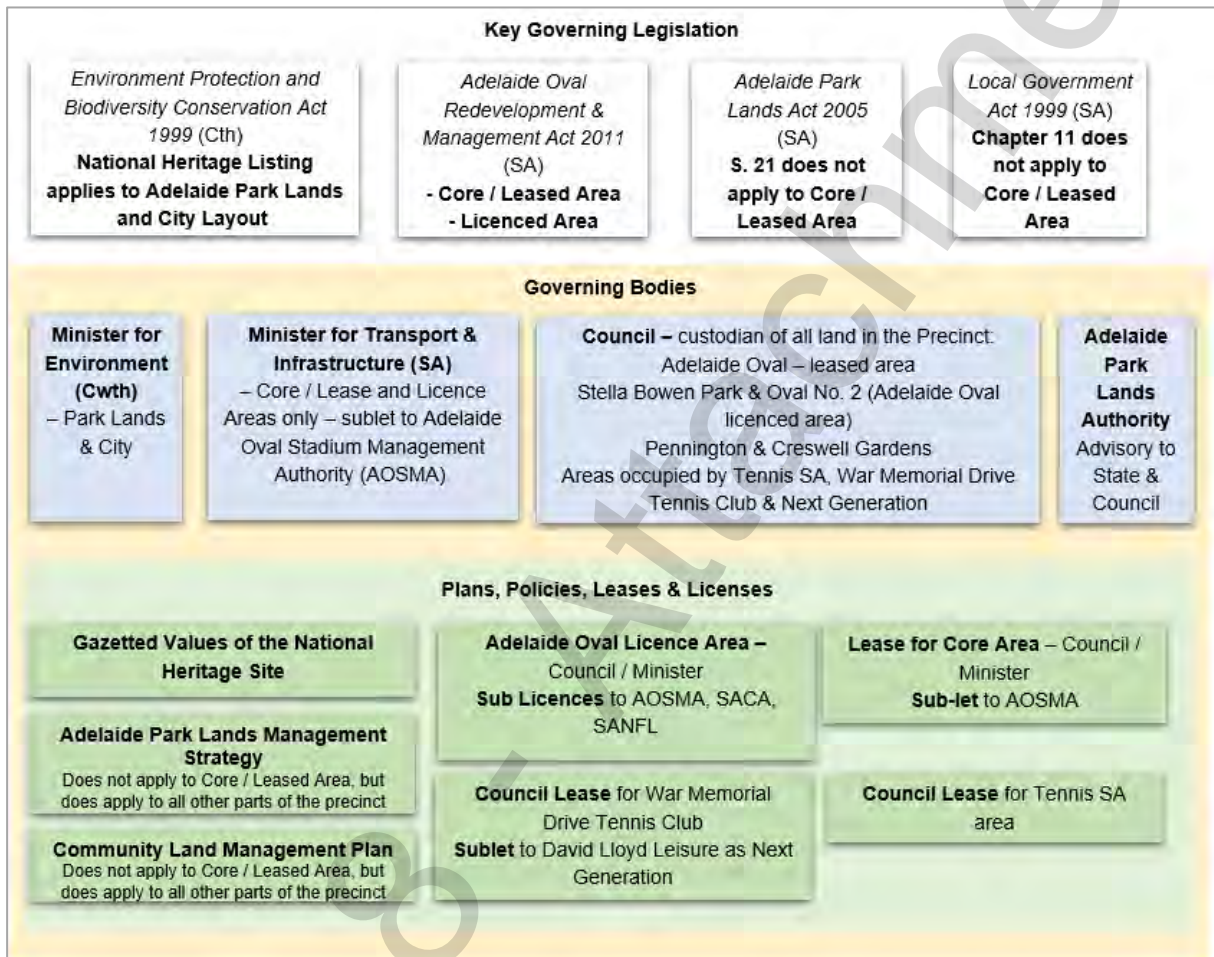 Key Governing Legislation
Environment Protection and
Biodiversity Conservation Act
1999 (Cth)
National Heritage Listing
applies to Adelaide Park Lands
and City Layout
Adelaide Oval
Redevelopment &
Management Act 2011
(SA)
- Core / Leased Area
- Licenced Area
Adelaide Park
Lands Act 2005
(SA)
S. 21 does not
apply to Core /
Leased Area
Local Government
Act 1999 (SA)
Chapter 11 does
not apply to
Core / Leased
Area
Governing Bodies
Minister for
Environment
(Cwth)
– Park Lands
& City
Minister for Transport &
Infrastructure (SA)
– Core / Lease and Licence
Areas only – sublet to Adelaide
Oval Stadium Management
Authority (AOSMA)
Council – custodian of all land in the Precinct:
Adelaide Oval – leased area
Stella Bowen Park & Oval No. 2 (Adelaide Oval
licenced area)
Pennington & Creswell Gardens
Areas occupied by Tennis SA, War Memorial Drive
Tennis Club & Next Generation
Adelaide
Park
Lands
Authority
Advisory to
State &
Council
Plans, Policies, Leases & Licenses
Gazetted Values of the National
Heritage Site
Adelaide Park Lands Management
Strategy
Does not apply to Core / Leased Area, but
does apply to all other parts of the precinct
Community Land Management Plan
Does not apply to Core / Leased Area, but
does apply to all other parts of the precinct
Adelaide Oval Licence Area –
Council / Minister
Sub Licences to AOSMA, SACA,
SANFL
Council Lease for War Memorial
Drive Tennis Club
Sublet to David Lloyd Leisure as Next
Generation
Lease for Core Area – Council /
Minister
Sub-let to AOSMA
Council Lease for Tennis SA
area
8 - Attachme